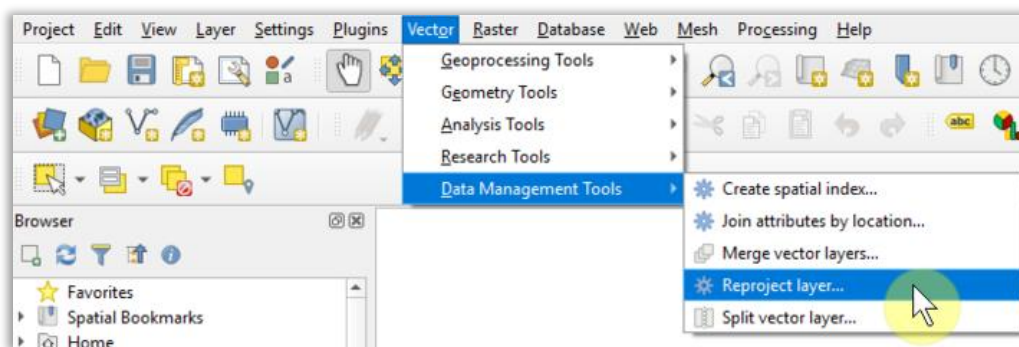 Project Edit View Layer Settings Plugins Vector Raster Database Web Mesh Processing Help
Geoprocessing Tools
Geometry Tools
Analysis Tools
abc
a
Research Tools
Data Management Tools
Create spatial index...
Browser
Join attributes by location...
Merge vector layers...
Favorites
Reproject layer...
Spatial Bookmarks
Split vector layer...
Home